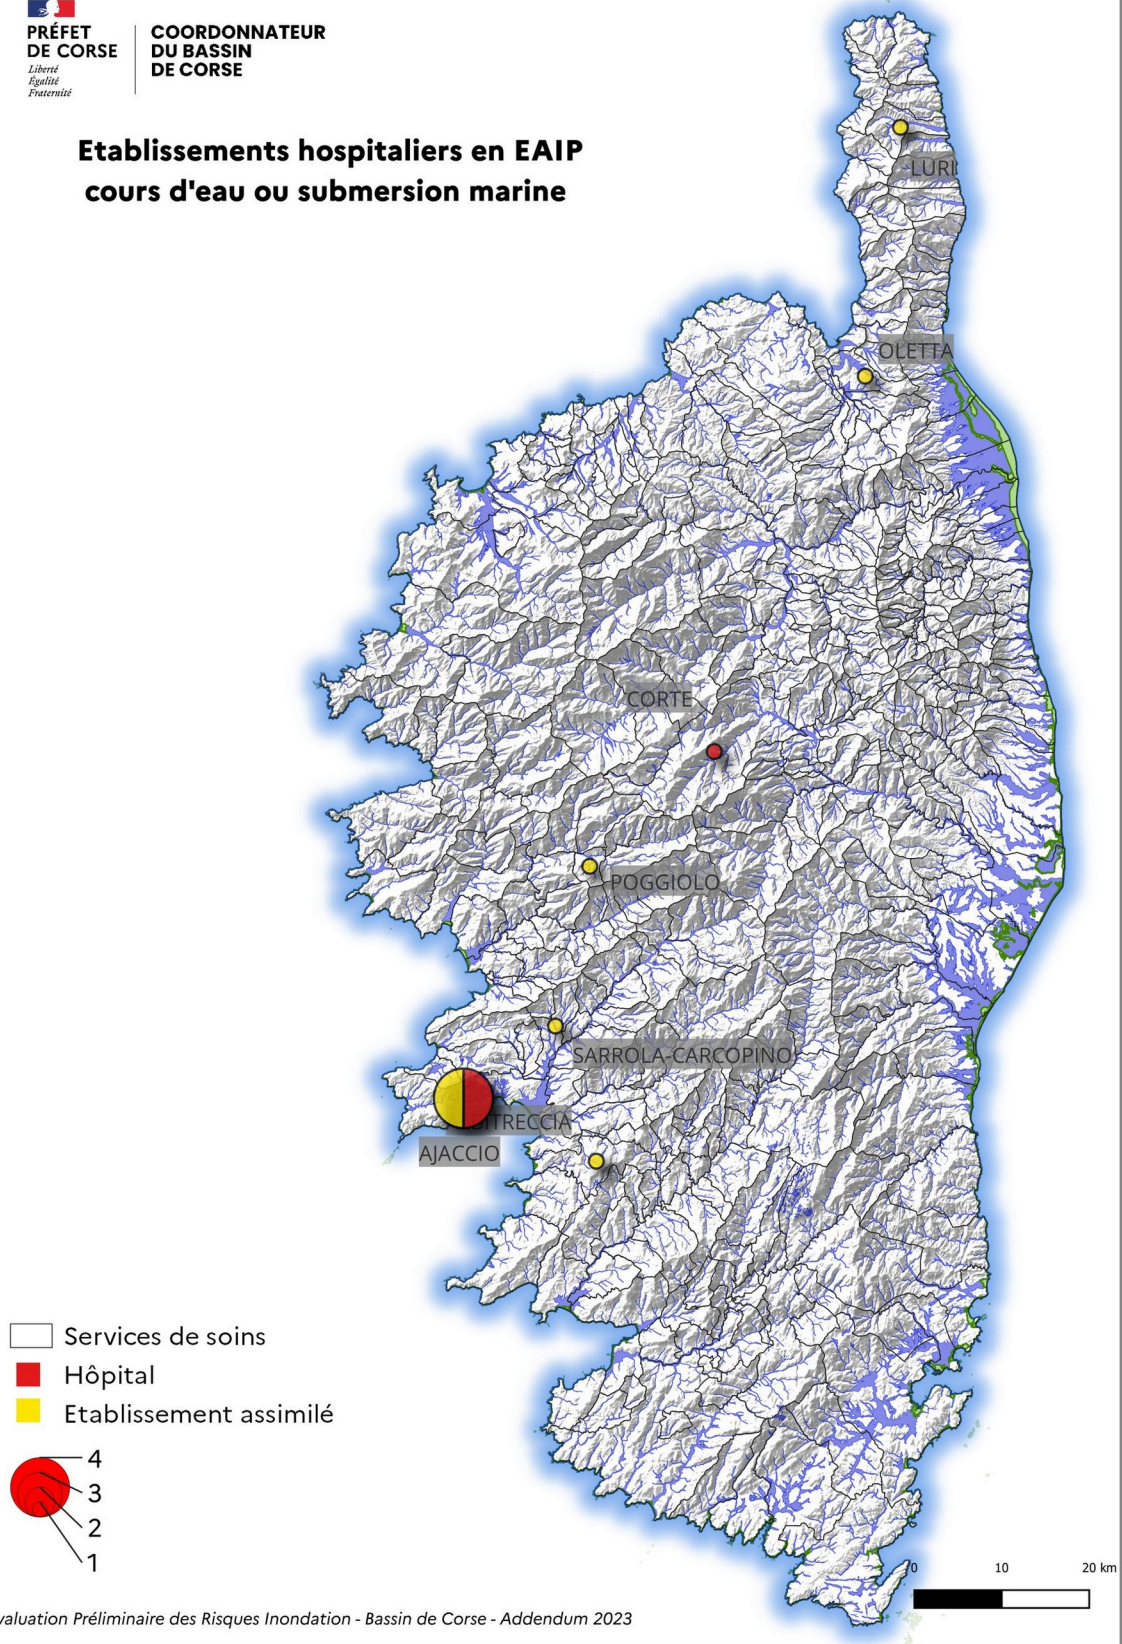 PRÉFET
DE CORSE
Liberté
Égalité
Fraternité
COORDONNATEUR
DU BASSIN
DE CORSE
Etablissements hospitaliers en EAIP
cours d'eau ou submersion marine
LURI
OLETTA
CORTE
POGGIOLO
SARROLA-CARCOPINO
AJACCIO
Services de soins
Hôpital
Etablissement assimilé
4
3
2
1
0 10 20 km
Préliminaire des Risques Inondation - Bassin de Corse - Addendum 2023